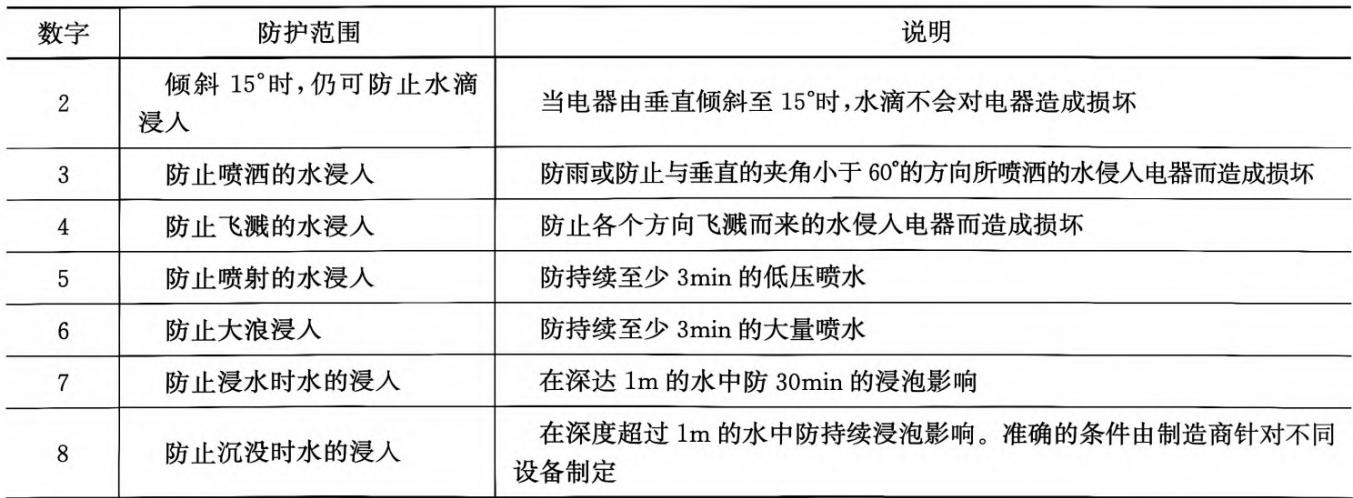 数字 防护范围 说明
2 倾斜 15°时,仍可防止水滴 当电器由垂直倾斜至 15°时,水滴不会对电器造成损坏
浸入
3 防止喷洒的水浸入 防雨或防止与垂直的夹角小于 60°的方向所喷洒的水侵入电器而造成损坏
4 防止飞溅的水浸入 防止各个方向飞溅而来的水侵入电器而造成损坏
5 防止喷射的水浸入 防持续至少 3min 的低压喷水
6 防止大浪浸入 防持续至少 3min 的大量喷水
7 防止浸水时水的浸入 在深达 1m 的水中防 30min 的浸泡影响
8 防止沉没时水的浸入 在深度超过 1m 的水中防持续浸泡影响。准确的条件由制造商针对不同
设备制定